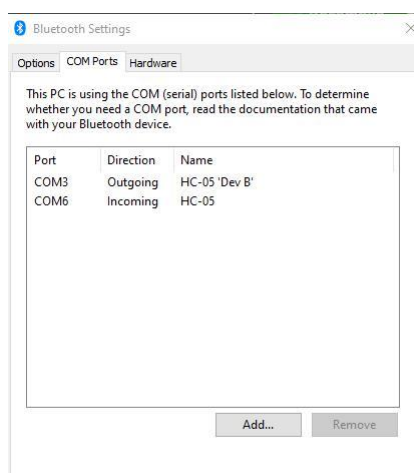 Bluetooth Settings
Options COM Ports Hardware
This PC is using the COM (serial) ports listed below. To determine
whether you need a COM port, read the documentation that came
with your Bluetooth device.
Port Direction Name
COM3 Outgoing HC-05 'Dev B'
COM6 Incoming HC-05
Add... Remove